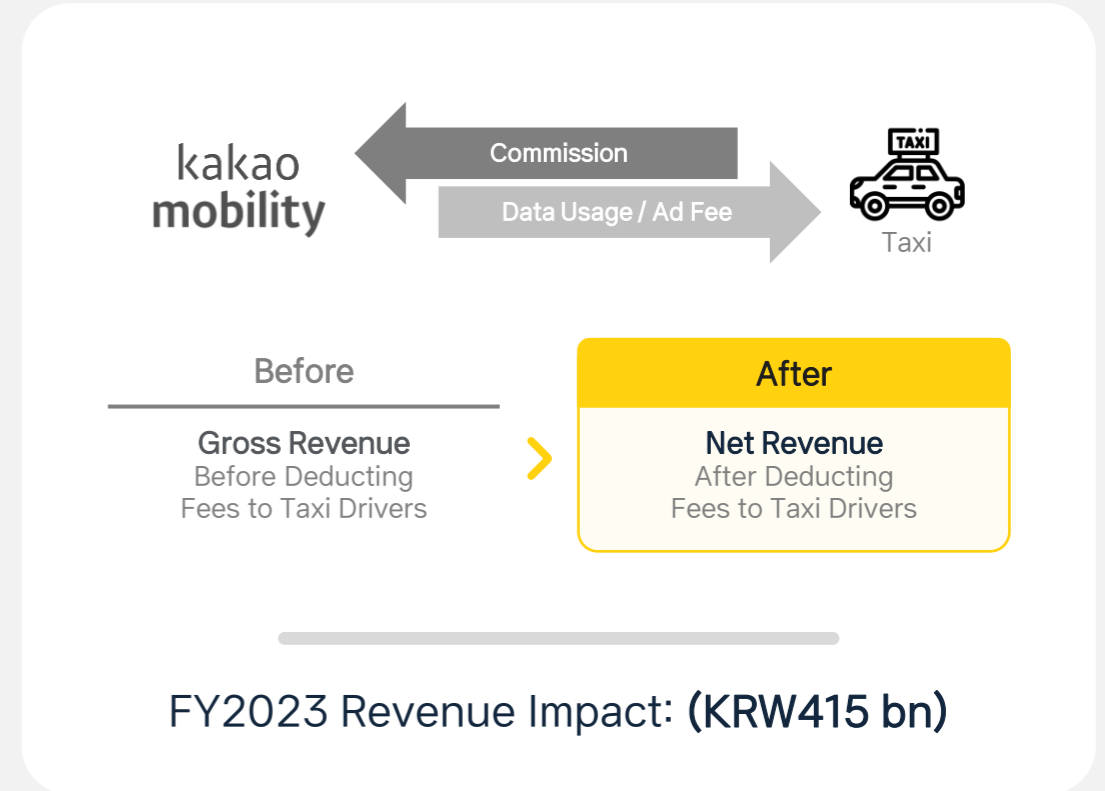 kakao
mobility
Commission
Data Usage / Ad Fee
TAXI
Taxi
Before
Gross Revenue
Before Deducting
Fees to Taxi Drivers
After
Net Revenue
After Deducting
Fees to Taxi Drivers
FY2023 Revenue Impact: (KRW415 bn)